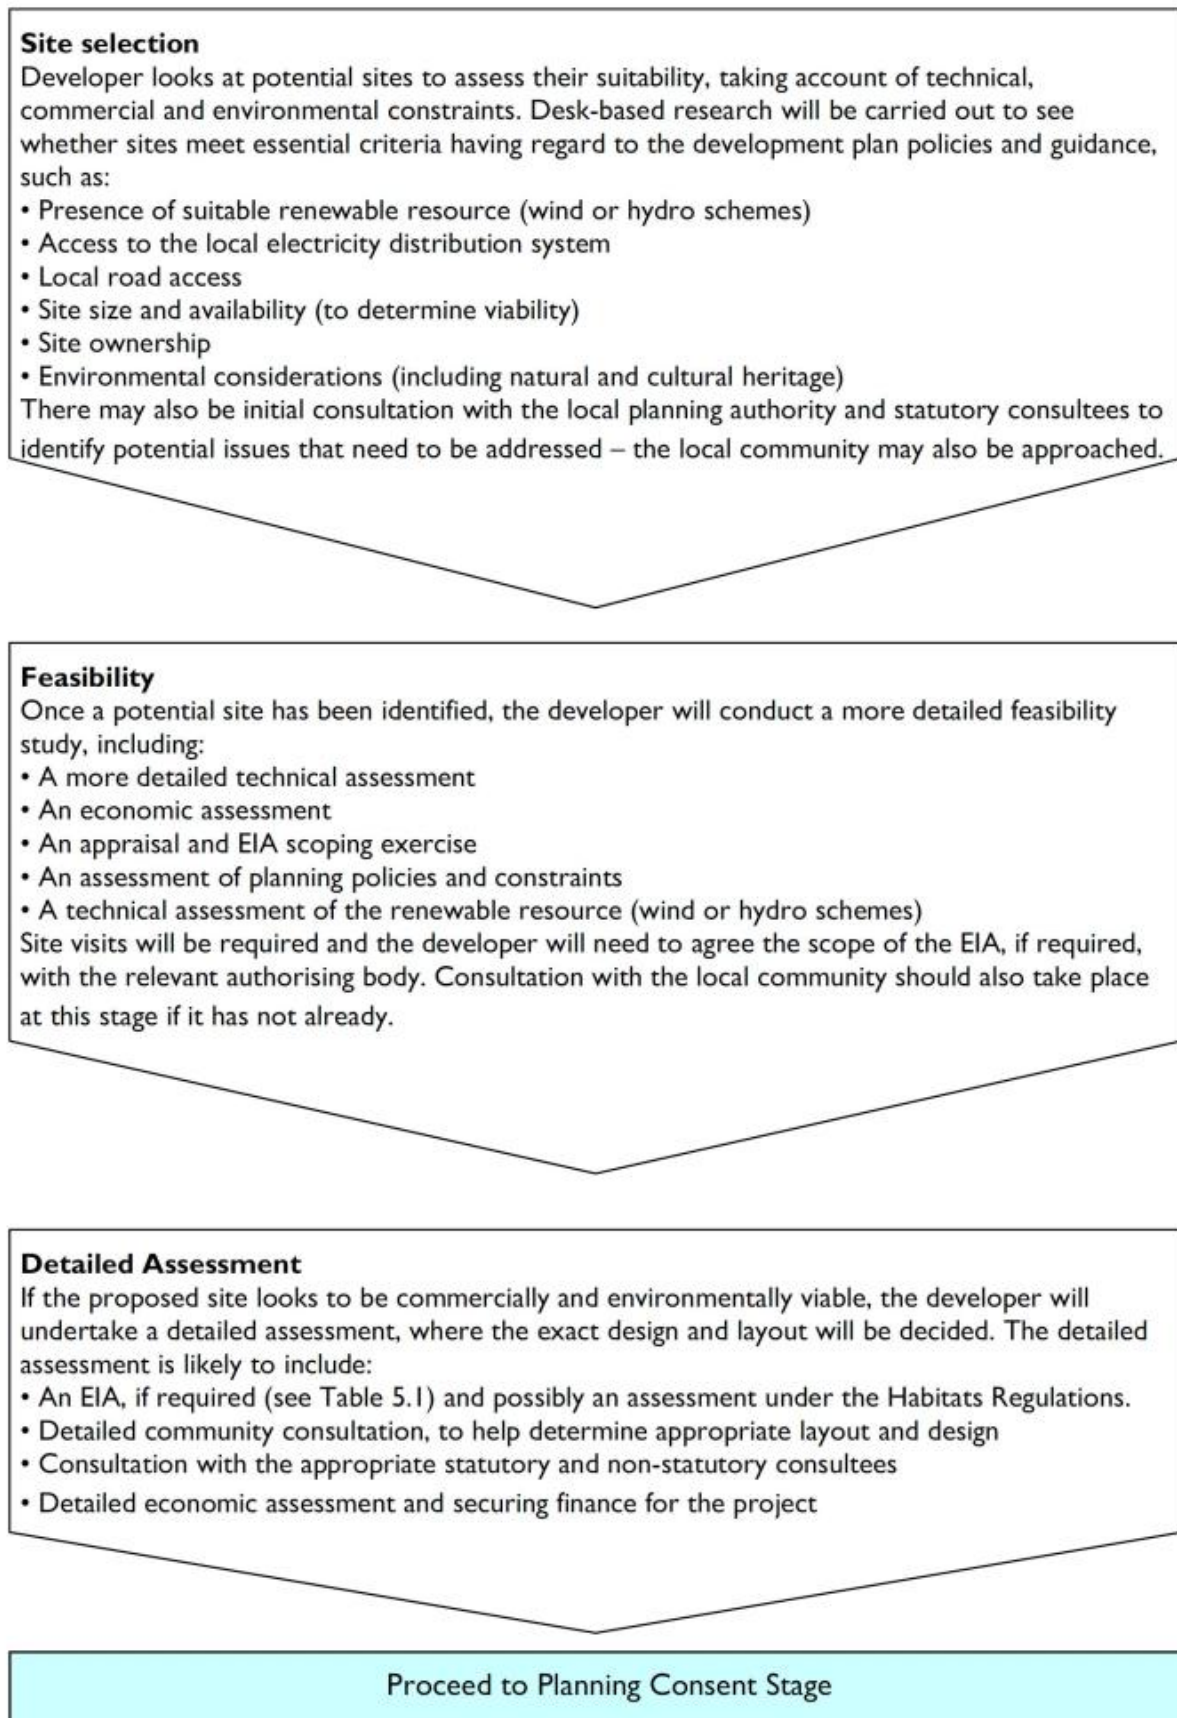 Site selection
Developer looks at potential sites to assess their suitability, taking account of technical,
commercial and environmental constraints. Desk-based research will be carried out to see
whether sites meet essential criteria having regard to the development plan policies and guidance,
such as:
• Presence of suitable renewable resource (wind or hydro schemes)
• Access to the local electricity distribution system
• Local road access
• Site size and availability (to determine viability)
• Site ownership
• Environmental considerations (including natural and cultural heritage)
There may also be initial consultation with the local planning authority and statutory consultees to
identify potential issues that need to be addressed – the local community may also be approached.
Feasibility
Once a potential site has been identified, the developer will conduct a more detailed feasibility
study, including:
• A more detailed technical assessment
• An economic assessment
• An appraisal and EIA scoping exercise
• An assessment of planning policies and constraints
• A technical assessment of the renewable resource (wind or hydro schemes)
Site visits will be required and the developer will need to agree the scope of the EIA, if required,
with the relevant authorising body. Consultation with the local community should also take place
at this stage if it has not already.
Detailed Assessment
If the proposed site looks to be commercially and environmentally viable, the developer will
undertake a detailed assessment, where the exact design and layout will be decided. The detailed
assessment is likely to include:
• An EIA, if required (see Table 5.1) and possibly an assessment under the Habitats Regulations.
• Detailed community consultation, to help determine appropriate layout and design
• Consultation with the appropriate statutory and non-statutory consultees
• Detailed economic assessment and securing finance for the project
Proceed to Planning Consent Stage